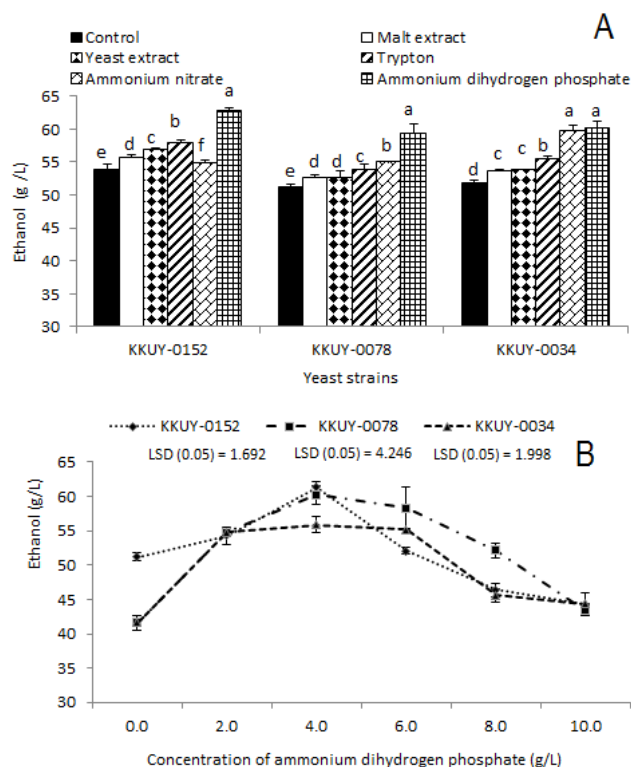 A
Control Malt extract
Yeast extract Trypton
Ammonium nitrate Ammonium dihydrogen phosphate
65
60
55
50
45
40
35
30
Ethanol (g /L)
e d c b f a
e d d c b a
d c c b a a
KKUY-0152 KKUY-0078 KKUY-0034
Yeast strains
KKUY-0152 KKUY-0078 KKUY-0034
LSD (0.05) = 1.692 LSD (0.05) = 4.246 LSD (0.05) = 1.998
B
65
60
55
50
45
40
35
30
Ethanol (g/L)
0.0 2.0 4.0 6.0 8.0 10.0
Concentration of ammonium dihydrogen phosphate (g/L)